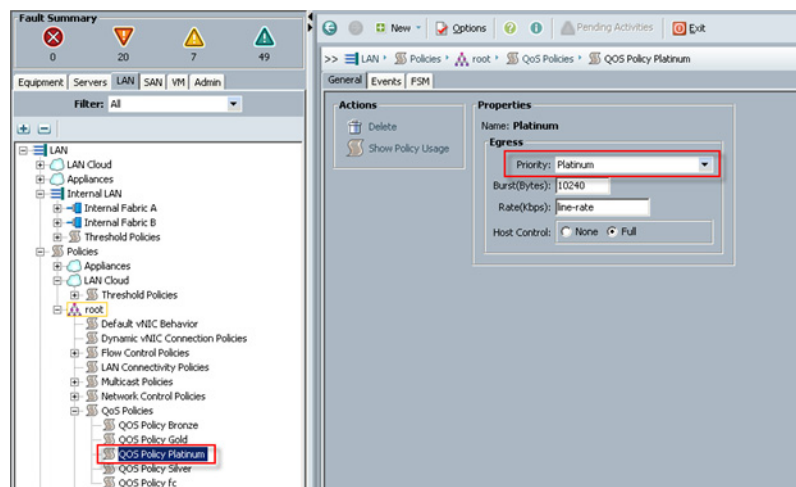 Fault Summary
0 20 7 49
Equipment Servers LAN SAN VM Admin
Filter: All
LAN
LAN Cloud
Appliances
Internal LAN
Internal Fabric A
Internal Fabric B
Threshold Policies
Policies
Appliances
LAN Cloud
Threshold Policies
root
Default vNIC Behavior
Dynamic vNIC Connection Policies
Flow Control Policies
LAN Connectivity Policies
Multicast Policies
Network Control Policies
QoS Policies
QOS Policy Bronze
QOS Policy Gold
QOS Policy Platinum
QOS Policy Silver
QOS Policy fc
New Options Pending Activities Exit
>> LAN Policies root QoS Policies QOS Policy Platinum
General Events FSM
Actions
Delete
Show Policy Usage
Properties
Name: Platinum
Egress
Priority: Platinum
Burst(Bytes): 10240
Rate(Kbps): line-rate
Host Control: None Full